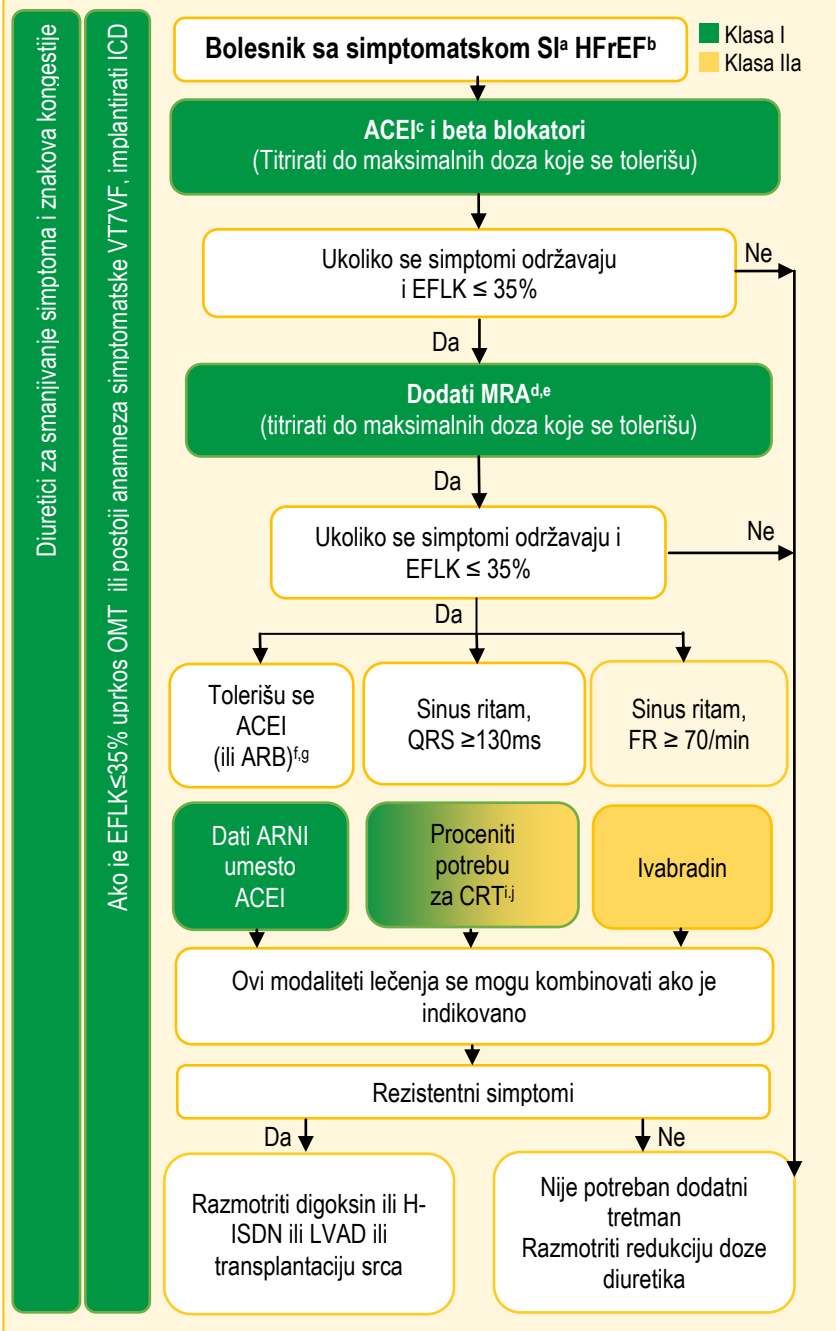 Diuretici za smanjivanje simptoma i znakova kongestije
Ako je EFLK≤35% uprkos OMT ili postoji anamneza simptomatske VT7VF, implantirati ICD
Bolesnik sa simptomatskom SIᵃ HFrEFᵇ
Klasa I
Klasa IIa
ACEIᶜ i beta blokatori
(Titrirati do maksimalnih doza koje se tolerišu)
Ukoliko se simptomi održavaju
i EFLK ≤ 35%
Ne
Da
Dodati MRAᵈ,ᵉ
(titrirati do maksimalnih doza koje se tolerišu)
Da
Ukoliko se simptomi održavaju i
EFLK ≤ 35%
Ne
Da
Tolerišu se
ACEI
(ili ARB)ᶠ,ᵍ
Sinus ritam,
QRS ≥130ms
Sinus ritam,
FR ≥ 70/min
Dati ARNI
umesto
ACEI
Proceniti
potrebu
za CRTⁱ.ʲ
Ivabradin
Ovi modaliteti lečenja se mogu kombinovati ako je
indikovano
Rezistentni simptomi
Da
Ne
Razmotriti digoksin ili H-
ISDN ili LVAD ili
transplantaciju srca
Nije potreban dodatni
tretman
Razmotriti redukciju doze
diuretika